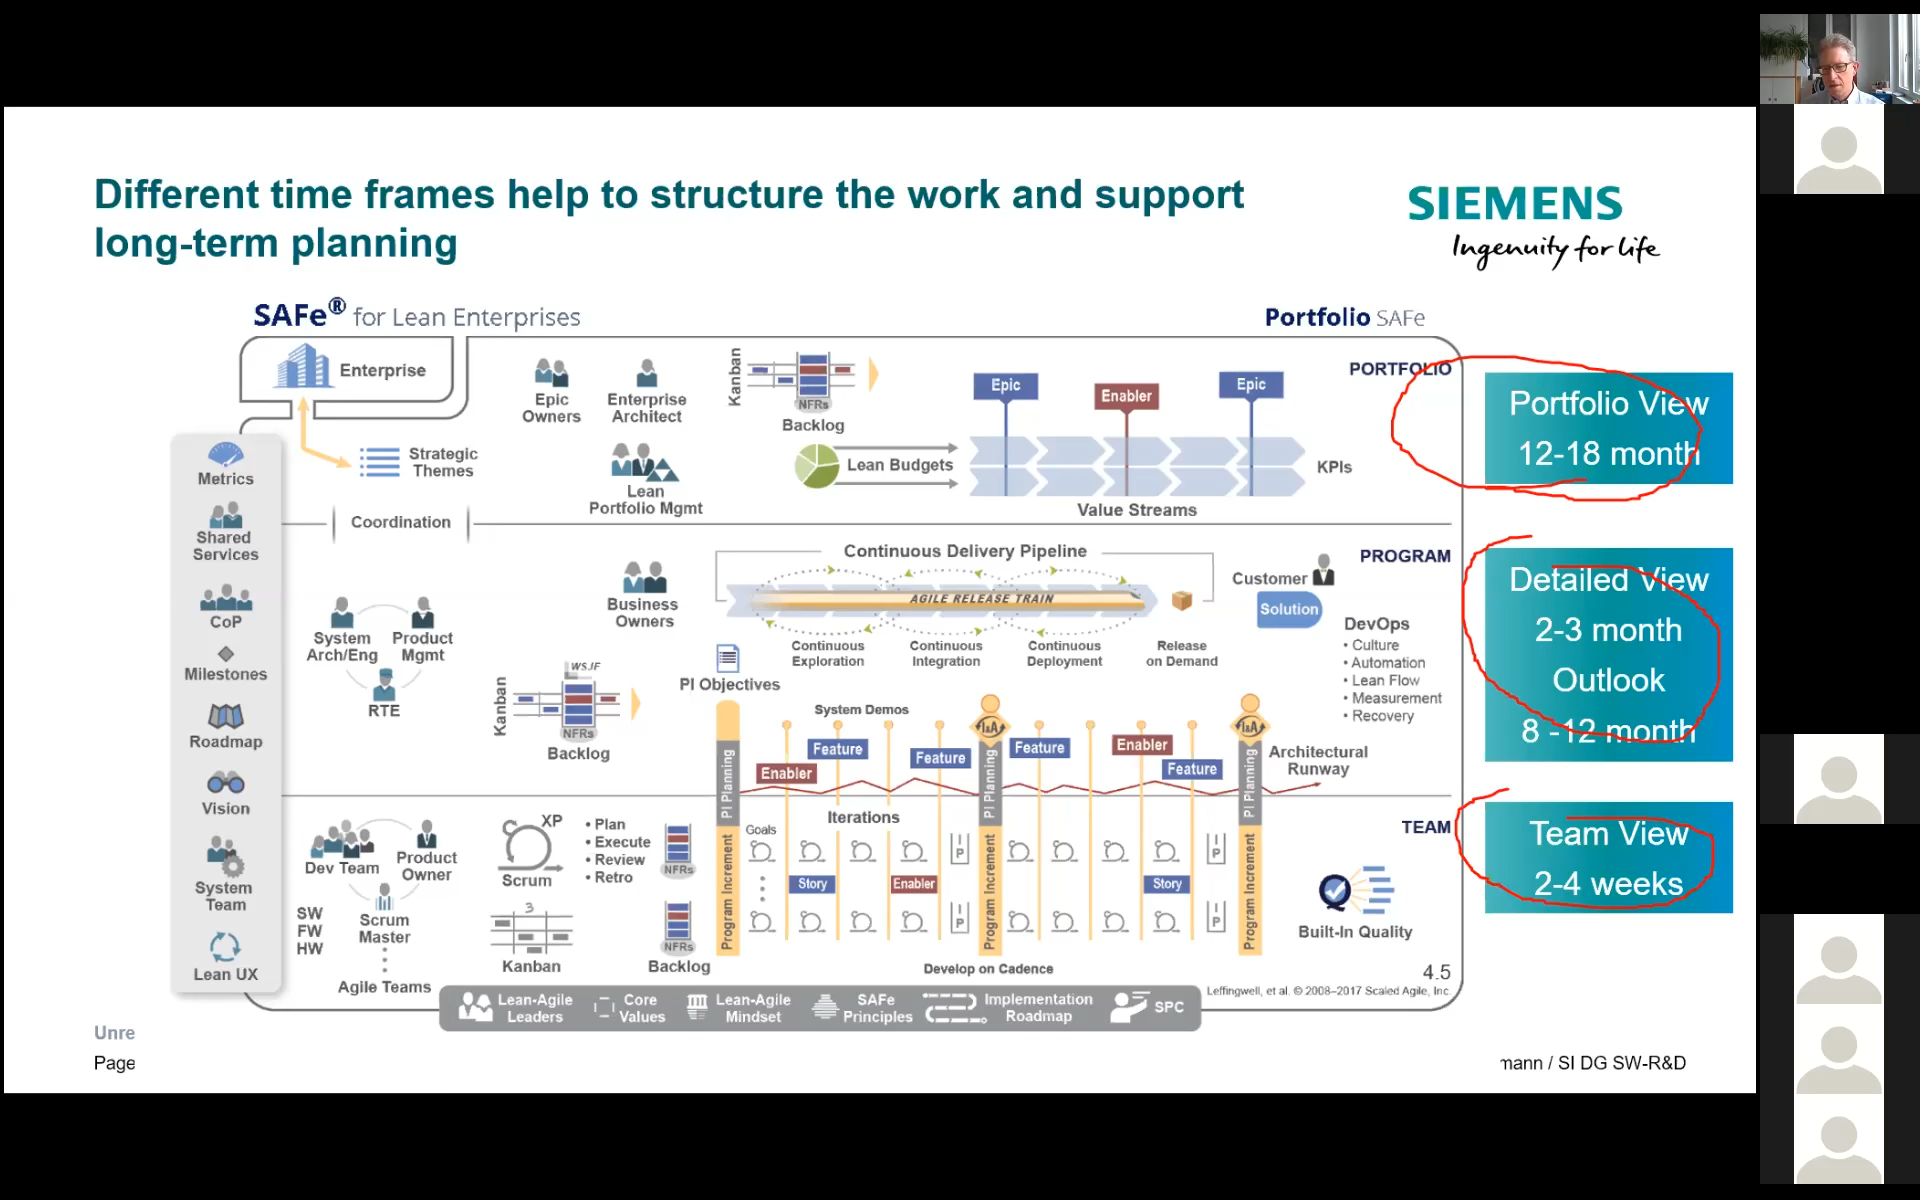 Different time frames help to structure the work and support
long-term planning
SIEMENS
Ingenuity for life
SAFe® for Lean Enterprises
Portfolio SAFe
Enterprise
Epic
Owners
Enterprise
Architect
Kanban
NFRs
Backlog
Epic
Enabler
Epic
PORTFOLIO
Portfolio View
12-18 month
Strategic
Themes
Lean
Portfolio Mgmt
Lean Budgets
KPIs
Value Streams
Coordination
Metrics
Shared
Services
CoP
Milestones
Roadmap
Vision
System
Team
Lean UX
PROGRAM
Continuous Delivery Pipeline
Business
Owners
AGILE RELEASE TRAIN
Customer
Solution
System
Arch/Eng
Product
Mgmt
RTE
Continuous
Exploration
Continuous
Integration
Continuous
Deployment
Release
on Demand
DevOps
• Culture
• Automation
• Lean Flow
• Measurement
• Recovery
Detailed View
2-3 month
Outlook
8 -12 month
Kanban
WSJF
NFRs
Backlog
PI Objectives
System Demos
PI Planning
Enabler
Feature
Feature
I&A
PI Planning
Feature
Enabler
Feature
I&A
PI Planning
Architectural
Runway
TEAM
Team View
2-4 weeks
Dev Team
Product
Owner
Scrum
Master
SW
FW
HW
Agile Teams
XP
Scrum
3
Kanban
• Plan
• Execute
• Review
• Retro
NFRs
NFRs
Backlog
Program Increment
Goals
Iterations
Story
Enabler
I P
I P
Program Increment
Story
I P
I P
Program Increment
Develop on Cadence
Built-In Quality
4.5
Leffingwell, et al. © 2008–2017 Scaled Agile, Inc.
Lean-Agile
Leaders
Core
Values
Lean-Agile
Mindset
SAFe
Principles
Implementation
Roadmap
SPC
Unre
Page
mann / SI DG SW-R&D